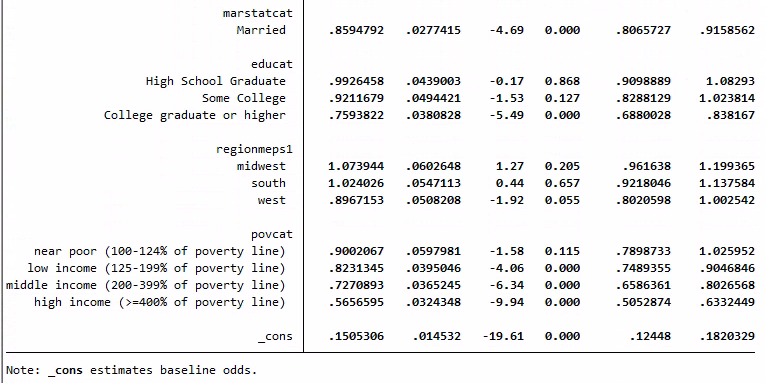 marstatcat
Married .8594792 .0277415 -4.69 0.000 .8065727 .9158562
educat
High School Graduate .9926458 .0439003 -0.17 0.868 .9098889 1.08293
Some College .9211679 .0494421 -1.53 0.127 .8288129 1.023814
College graduate or higher .7593822 .0380828 -5.49 0.000 .6880028 .838167
regionmeps1
midwest 1.073944 .0602648 1.27 0.205 .961638 1.199365
south 1.024026 .0547113 0.44 0.657 .9218046 1.137584
west .8967153 .0508208 -1.92 0.055 .8020598 1.002542
povcat
near poor (100-124% of poverty line) .9002067 .0597981 -1.58 0.115 .7898733 1.025952
low income (125-199% of poverty line) .8231345 .0395046 -4.06 0.000 .7489355 .9046846
middle income (200-399% of poverty line) .7270893 .0365245 -6.34 0.000 .6586361 .8026568
high income (>=400% of poverty line) .5656595 .0324348 -9.94 0.000 .5052874 .6332449
_cons .1505306 .014532 -19.61 0.000 .12448 .1820329
Note: _cons estimates baseline odds.